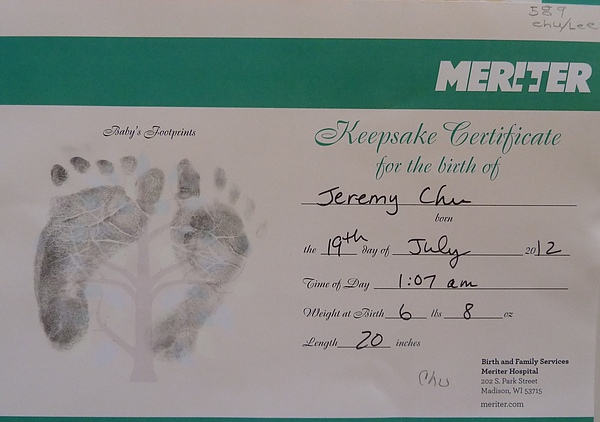 589
Chu/Lee
MERITER
Baby's Footprints
Keepsake Certificate
for the birth of
Jeremy Chu
born
the 19th day of July 2012
Time of Day 1:07 am
Weight at Birth 6 lbs 8 oz
Length 20 inches
Chu
Birth and Family Services
Meriter Hospital
202 S. Park Street
Madison, WI 53715
meriter.com